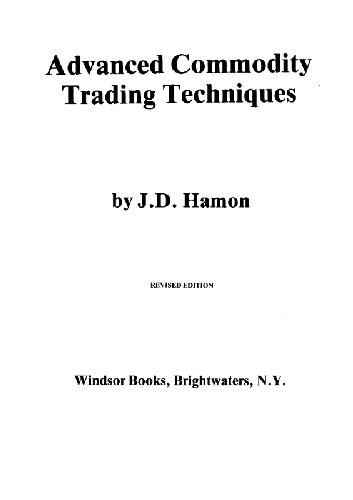 Advanced Commodity
Trading Techniques
by J.D. Hamon
REVISED EDITION
Windsor Books, Brightwaters, N.Y.